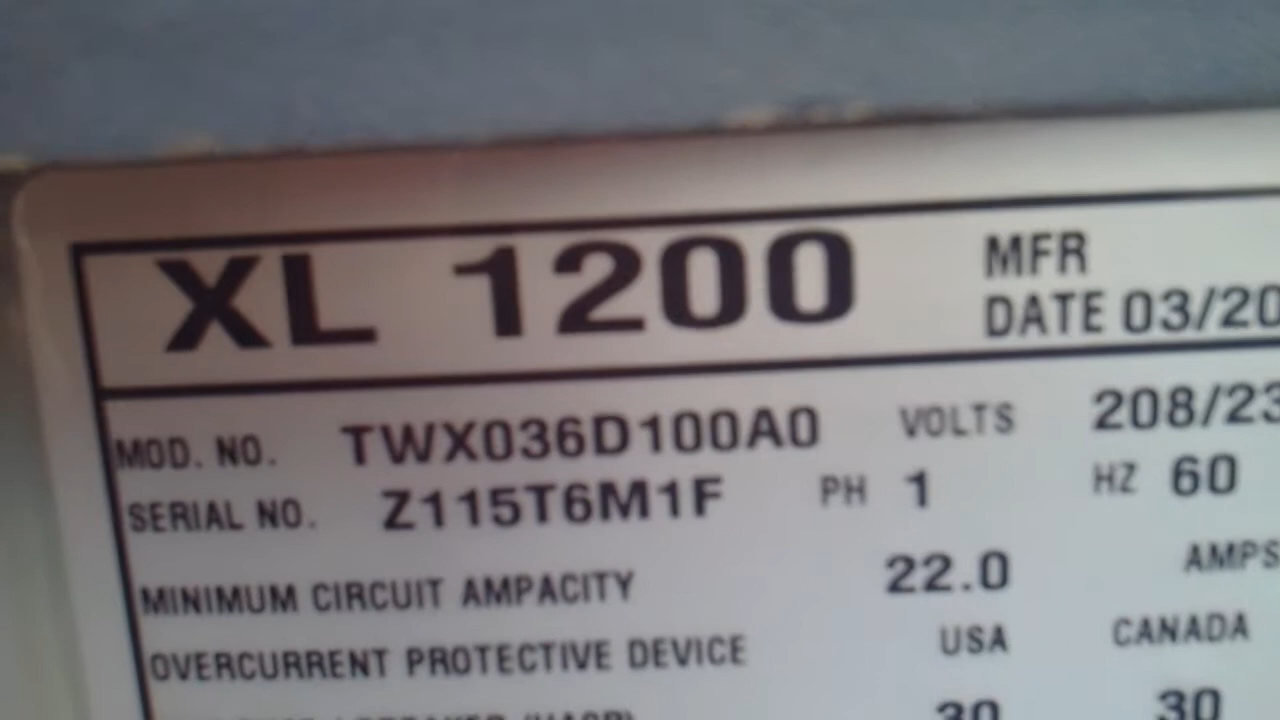 XL 1200 MFR
DATE 03/20
MOD. NO. TWX036D100A0 VOLTS 208/23
SERIAL NO. Z115T6M1F PH 1 HZ 60
MINIMUM CIRCUIT AMPACITY 22.0 AMPS
OVERCURRENT PROTECTIVE DEVICE USA CANADA
30 30